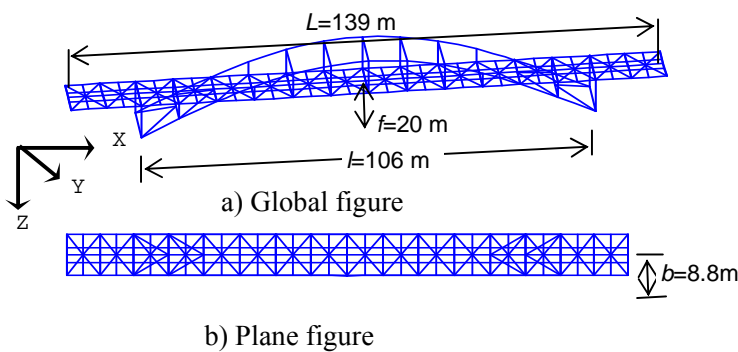 L=139 m
f=20 m
X
l=106 m
Y
Z
a) Global figure
b=8.8m
b) Plane figure